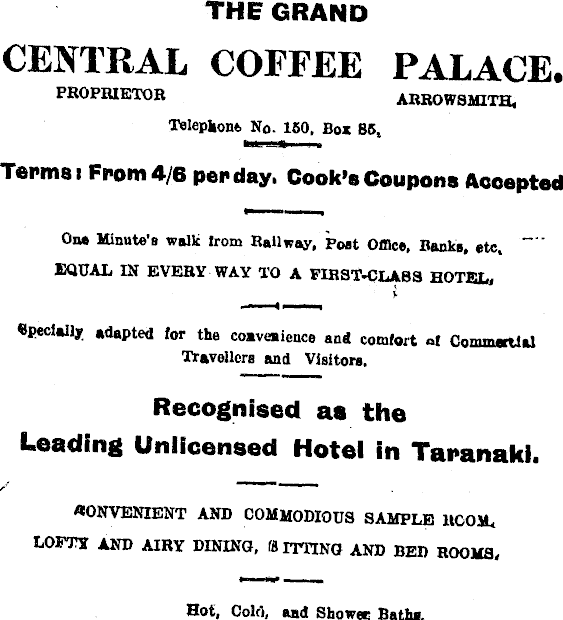 THE GRAND
CENTRAL COFFEE PALACE.
PROPRIETOR ARROWSMITH,
Telephone No. 150, Box 85,
Terms: From 4/6 per day. Cook's Coupons Accepted
One Minute's walk from Railway, Post Office, Banks, etc,
EQUAL IN EVERY WAY TO A FIRST-CLASS HOTEL,
Specially adapted for the convenience and comfort of Commercial
Travellers and Visitors.
Recognised as the
Leading Unlicensed Hotel in Taranaki.
CONVENIENT AND COMMODIOUS SAMPLE ROOM,
LOFTY AND AIRY DINING, SITTING AND BED ROOMS,
Hot, Cold, and Shower Baths.